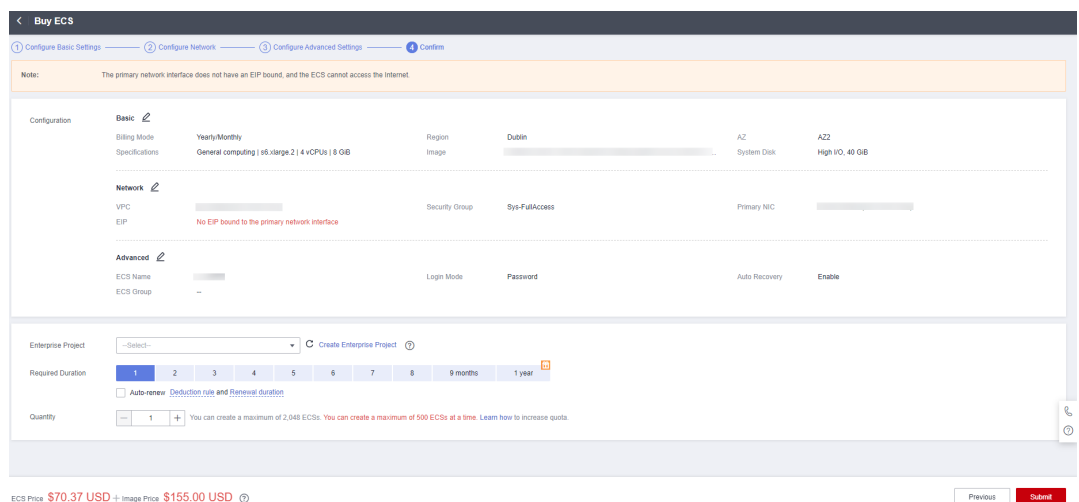 Buy ECS
1 Configure Basic Settings 2 Configure Network 3 Configure Advanced Settings 4 Confirm
Note: The primary network interface does not have an EIP bound, and the ECS cannot access the Internet.
Configuration Basic
Billing Mode Yearly/Monthly Region Dublin AZ AZ2
Specifications General computing | s6.xlarge.2 | 4 vCPUs | 8 GiB Image ... System Disk High I/O, 40 GiB
Network
VPC Security Group Sys-FullAccess Primary NIC
EIP No EIP bound to the primary network interface
Advanced
ECS Name Login Mode Password Auto Recovery Enable
ECS Group --
Enterprise Project --Select-- Create Enterprise Project ?
Required Duration 1 2 3 4 5 6 7 8 9 months 1 year
Auto-renew Deduction rule and Renewal duration
Quantity — 1 + You can create a maximum of 2,048 ECSs. You can create a maximum of 500 ECSs at a time. Learn how to increase quota.
ECS Price $70.37 USD + Image Price $155.00 USD ? Previous Submit